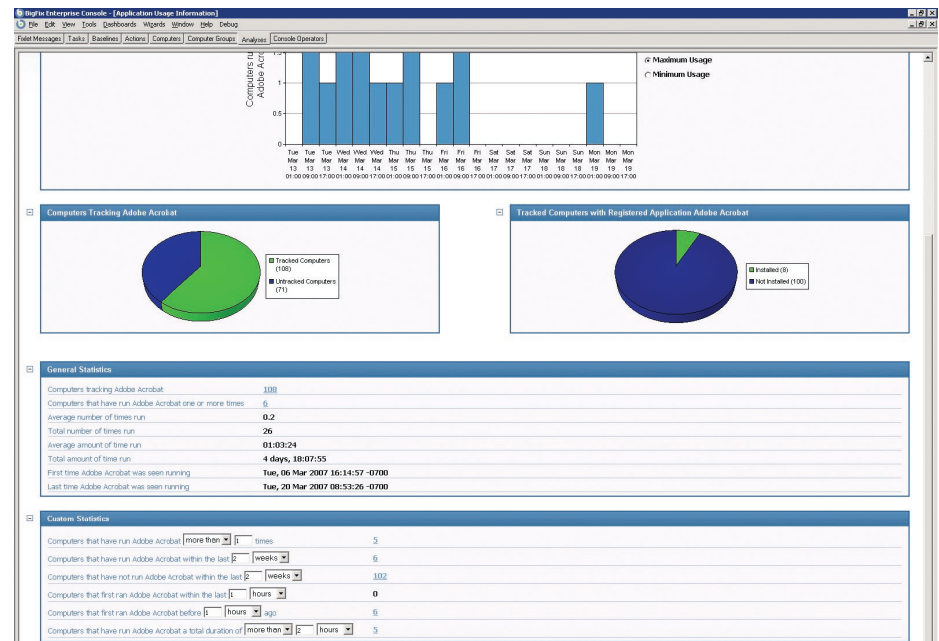 BigFix Enterprise Console - [Application Usage Information]
File Edit View Tools Dashboards Wizards Window Help Debug
Fixlet Messages Tasks Baselines Actions Computers Computer Groups Analyses Console Operators
Computers ru
Adobe Acro
1.5
1
0.5
0
Maximum Usage
Minimum Usage
Tue Tue Tue Wed Wed Wed Thu Thu Thu Fri Fri Fri Sat Sat Sat Sun Sun Sun Mon Mon Mon
Mar Mar Mar Mar Mar Mar Mar Mar Mar Mar Mar Mar Mar Mar Mar Mar Mar Mar Mar Mar Mar
13 13 13 14 14 14 15 15 15 16 16 16 17 17 17 18 18 18 19 19 19
01:00 09:00 17:00 01:00 09:00 17:00 01:00 09:00 17:00 01:00 09:00 17:00 01:00 09:00 17:00 01:00 09:00 17:00 01:00 09:00 17:00
Computers Tracking Adobe Acrobat
Tracked Computers
(108)
Untracked Computers
(71)
Tracked Computers with Registered Application Adobe Acrobat
Installed (8)
Not Installed (100)
General Statistics
Computers tracking Adobe Acrobat 108
Computers that have run Adobe Acrobat one or more times 6
Average number of times run 0.2
Total number of times run 26
Average amount of time run 01:03:24
Total amount of time run 4 days, 18:07:55
First time Adobe Acrobat was seen running Tue, 06 Mar 2007 16:14:57 -0700
Last time Adobe Acrobat was seen running Tue, 20 Mar 2007 08:53:26 -0700
Custom Statistics
Computers that have run Adobe Acrobat more than 1 times 5
Computers that have run Adobe Acrobat within the last 2 weeks 6
Computers that have not run Adobe Acrobat within the last 2 weeks 102
Computers that first ran Adobe Acrobat within the last 1 hours 0
Computers that first ran Adobe Acrobat before 1 hours ago 6
Computers that have run Adobe Acrobat a total duration of more than 2 hours 5